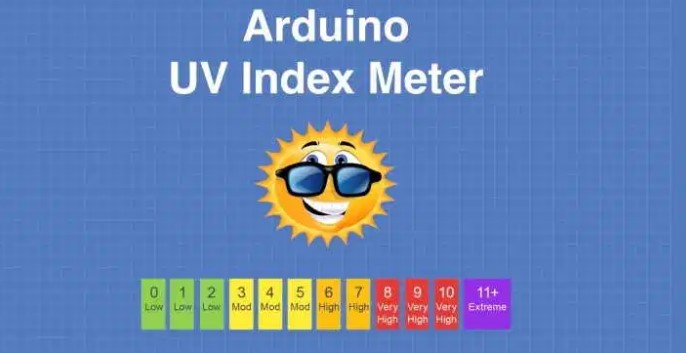 Arduino
UV Index Meter
0 1 2 3 4 5 6 7 8 9 10 11+
Low Low Low Mod Mod Mod High High Very High Very High Very High Extreme